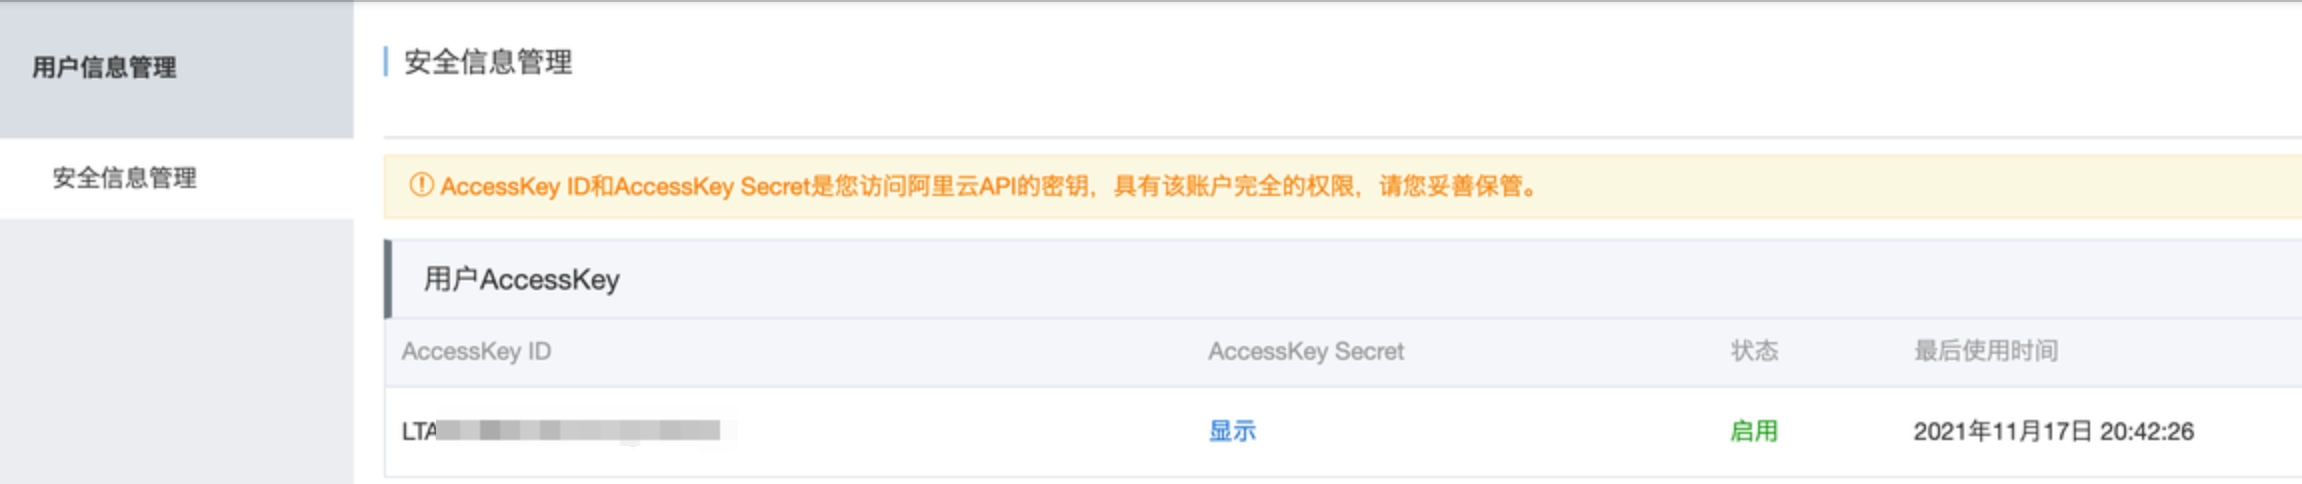 用户信息管理
安全信息管理
安全信息管理
AccessKey ID和AccessKey Secret是您访问阿里云API的密钥，具有该账户完全的权限，请您妥善保管。
用户AccessKey
AccessKey ID AccessKey Secret 状态 最后使用时间
LTA 显示 启用 2021年11月17日 20:42:26